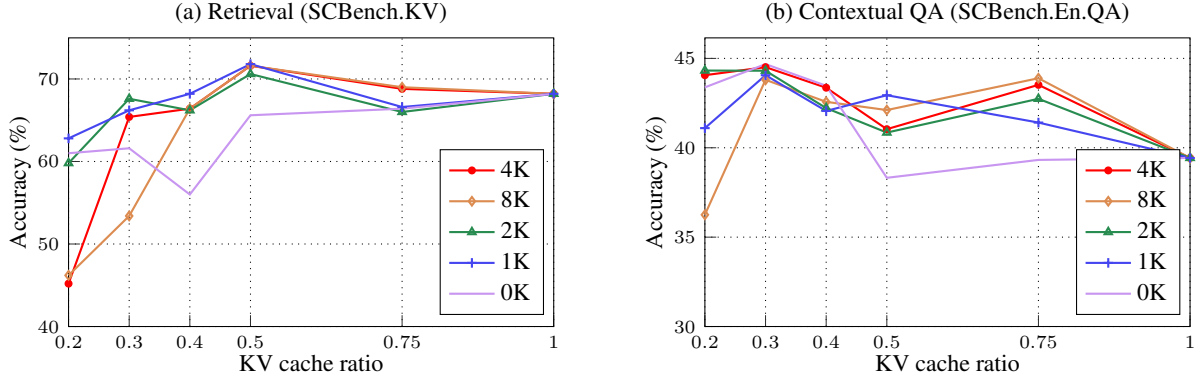 (a) Retrieval (SCBench.KV)
Accuracy (%)
70
60
50
40
0.2 0.3 0.4 0.5 0.75 1
KV cache ratio
4K
8K
2K
1K
0K
(b) Contextual QA (SCBench.En.QA)
Accuracy (%)
45
40
35
30
0.2 0.3 0.4 0.5 0.75 1
KV cache ratio
4K
8K
2K
1K
0K